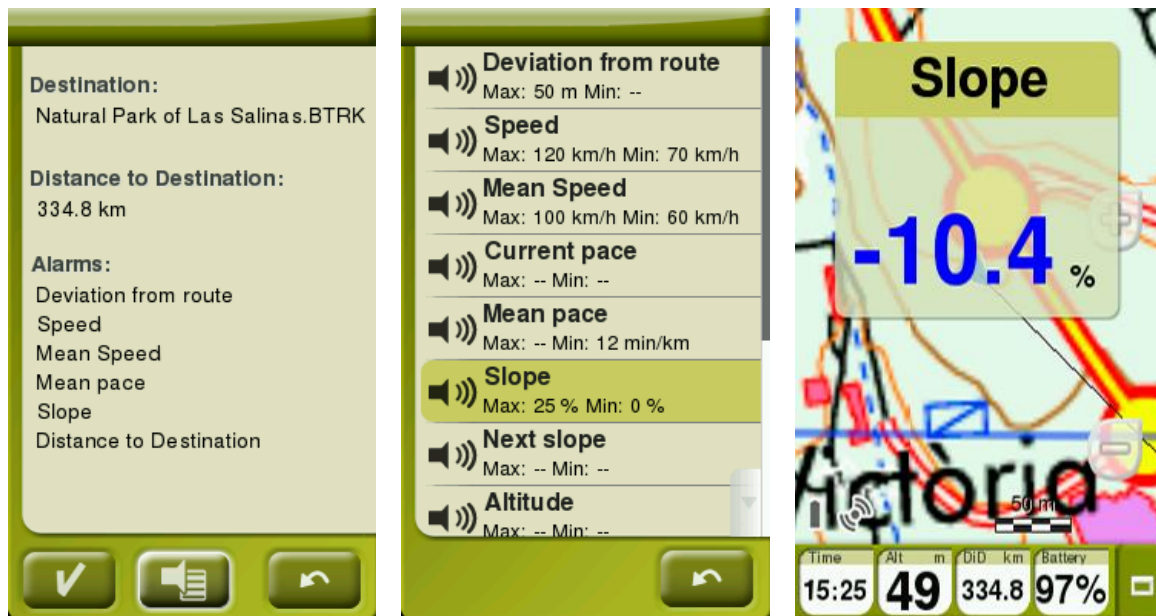 Destination:
Natural Park of Las Salinas.BTRK
Distance to Destination:
334.8 km
Alarms:
Deviation from route
Speed
Mean Speed
Mean pace
Slope
Distance to Destination
Deviation from route
Max: 50 m Min: --
Speed
Max: 120 km/h Min: 70 km/h
Mean Speed
Max: 100 km/h Min: 60 km/h
Current pace
Max: -- Min: --
Mean pace
Max: -- Min: 12 min/km
Slope
Max: 25 % Min: 0 %
Next slope
Max: -- Min: --
Altitude
Max: -- Min: --
Slope
-10.4 %
Victòria
50 m
Time Alt m DiD km Battery
15:25 49 334.8 97%